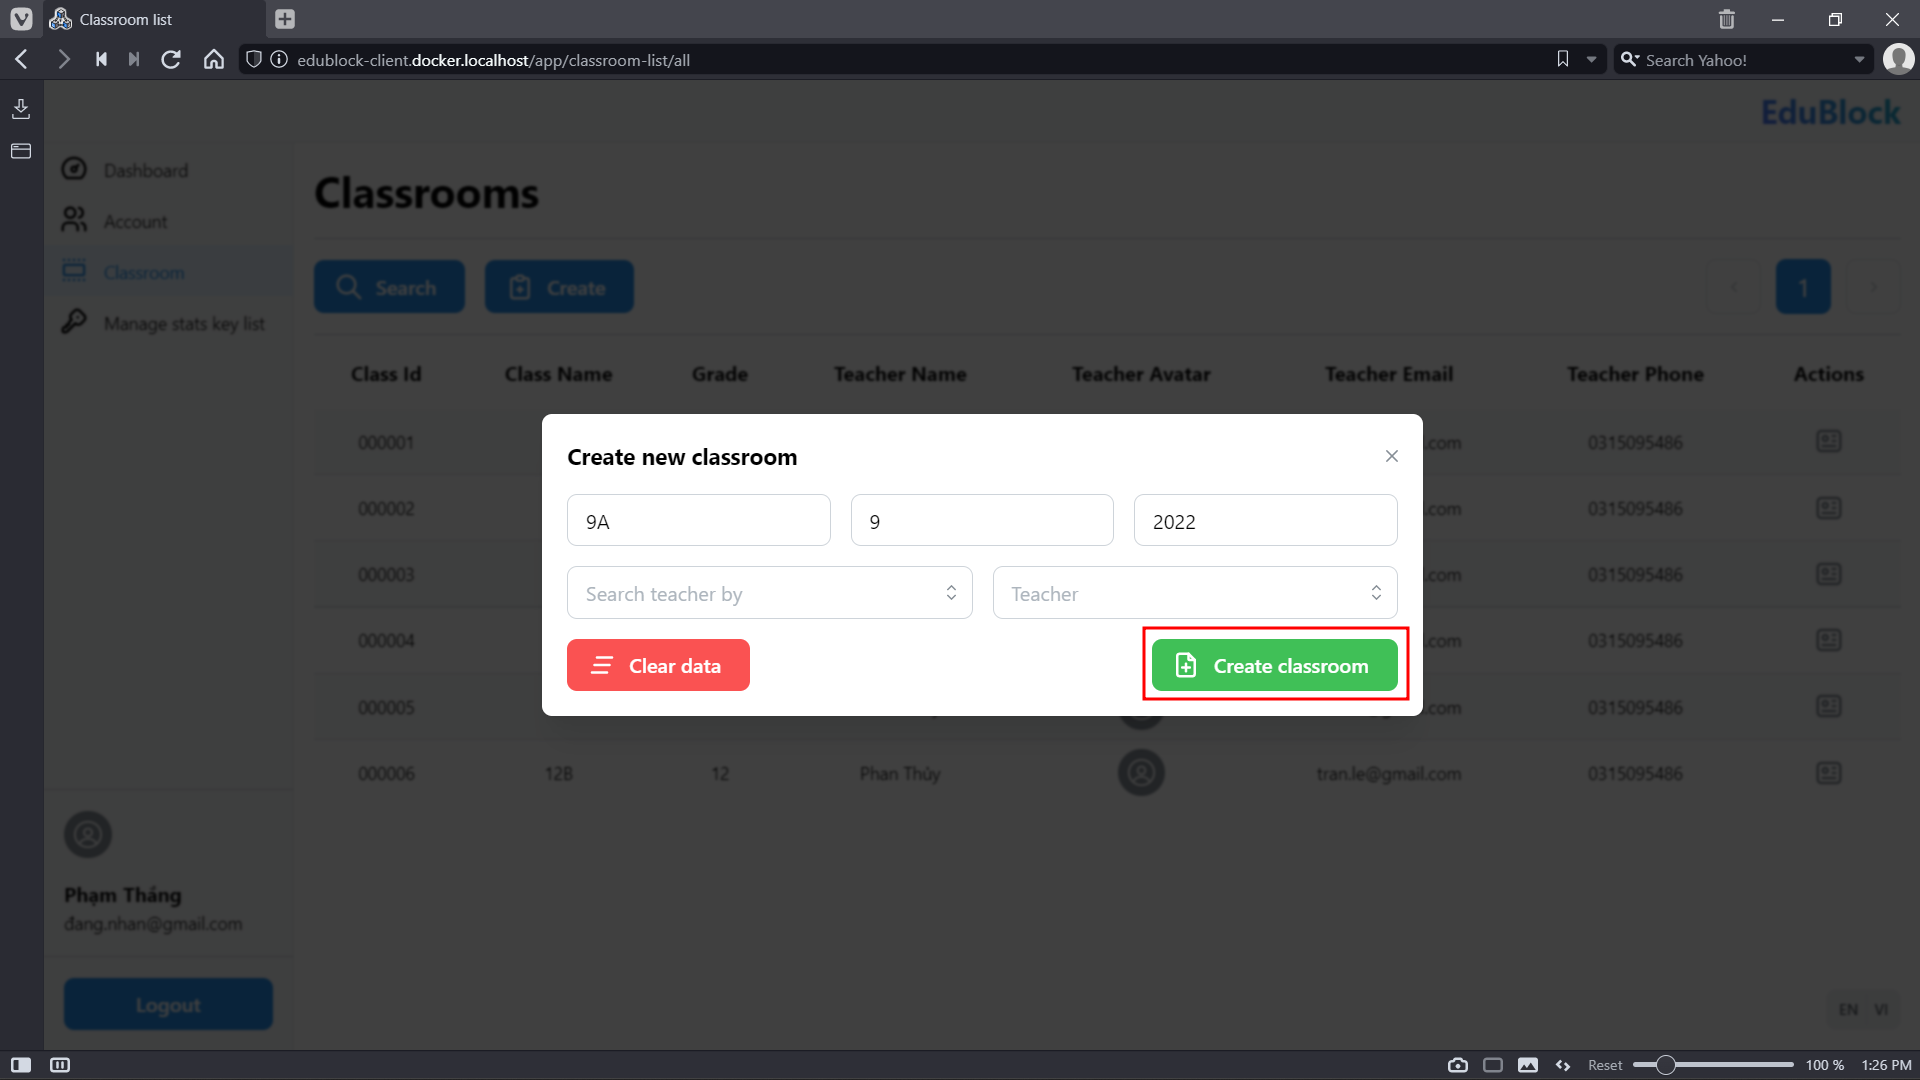 Classroom list
edublock-client.docker.localhost/app/classroom-list/all
Search Yahoo!
EduBlock
Dashboard
Account
Classroom
Manage stats key list
Classrooms
Search
Create
1
Class Id Class Name Grade Teacher Name Teacher Avatar Teacher Email Teacher Phone Actions
000001 .com 0315095486
000002 .com 0315095486
000003 .com 0315095486
000004 .com 0315095486
000005 .com 0315095486
000006 12B 12 Phan Thúy tran.le@gmail.com 0315095486
Create new classroom
9A
9
2022
Search teacher by
Teacher
Clear data
Create classroom
Phạm Thắng
đang.nhan@gmail.com
Logout
EN VI
Reset
100 %
1:26 PM